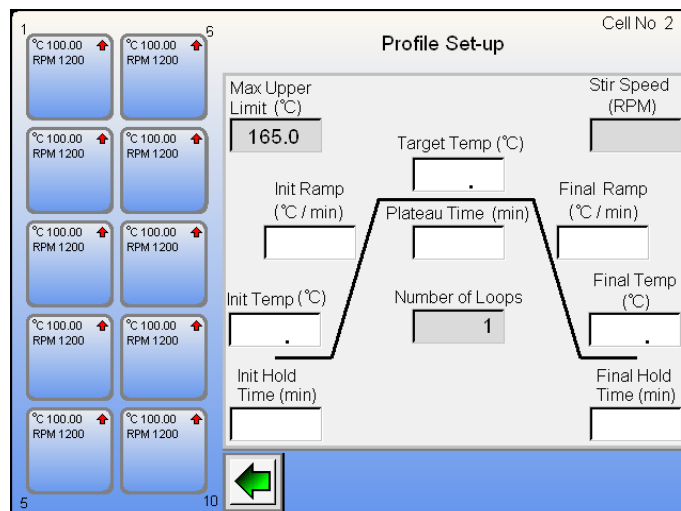 Cell No 2
Profile Set-up
1
6
°C 100.00
RPM 1200
°C 100.00
RPM 1200
°C 100.00
RPM 1200
°C 100.00
RPM 1200
°C 100.00
RPM 1200
°C 100.00
RPM 1200
°C 100.00
RPM 1200
°C 100.00
RPM 1200
°C 100.00
RPM 1200
°C 100.00
RPM 1200
5
10
Max Upper
Limit (°C)
165.0
Stir Speed
(RPM)
Target Temp (°C)
.
Init Ramp
(°C / min)
Plateau Time (min)
Final Ramp
(°C / min)
Init Temp (°C)
.
Number of Loops
1
Final Temp
(°C)
.
Init Hold
Time (min)
Final Hold
Time (min)